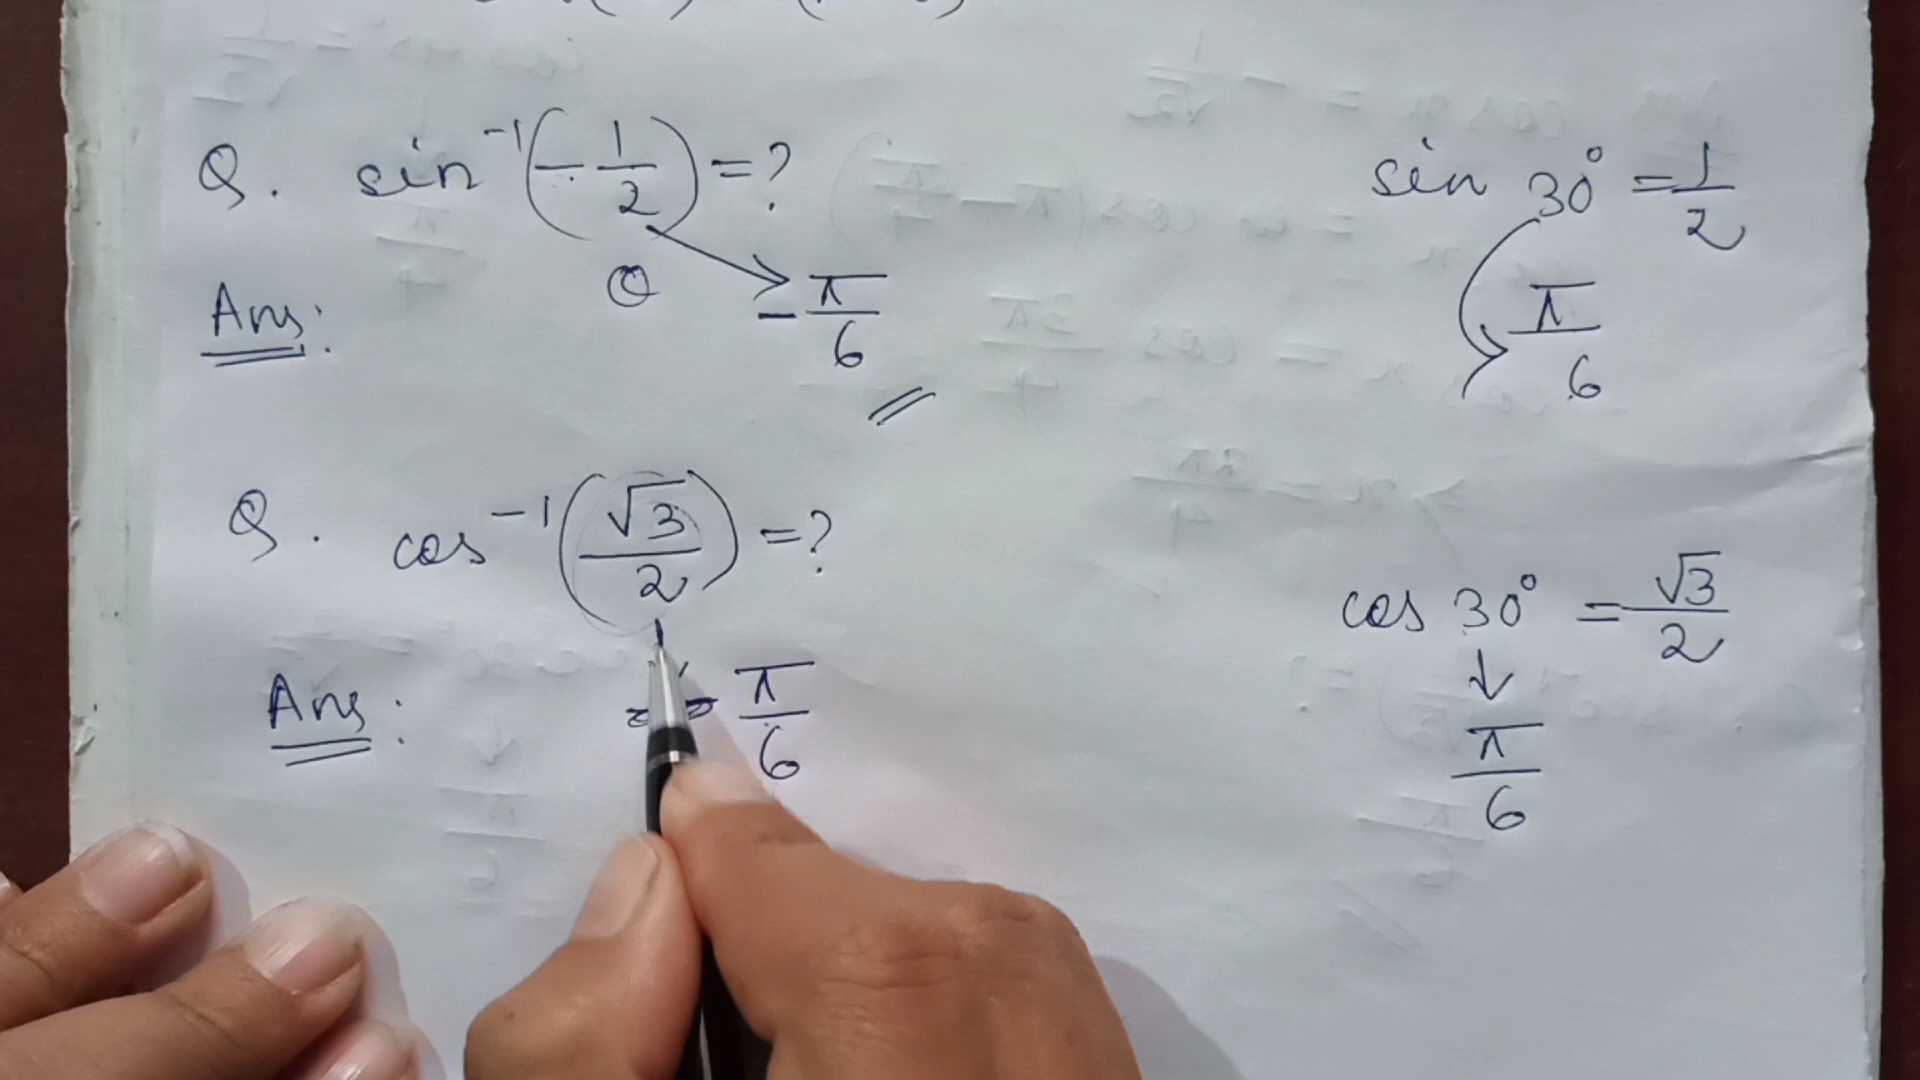 Q. sin⁻¹(-1/2) = ?
sin 30° = 1/2
θ
-π/6
π/6
Ans:
Q. cos⁻¹(√3/2) = ?
cos 30° = √3/2
Ans: π/6
π/6